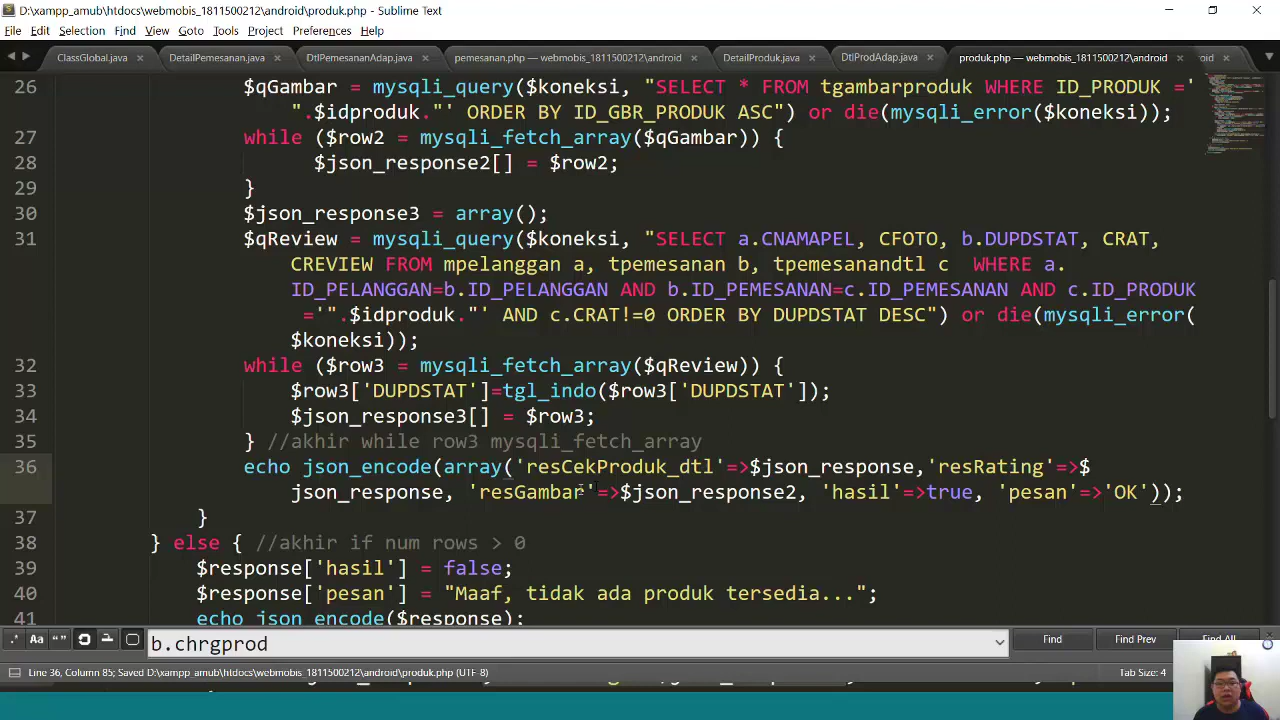 D:\xampp_amub\htdocs\webmobis_1811500212\android\produk.php - Sublime Text
File Edit Selection Find View Goto Tools Project Preferences Help
ClassGlobal.java DetailPemesanan.java DtlPemesananAdap.java pemesanan.php — webmobis_1811500212\android DetailProduk.java DtlProdAdap.java produk.php — webmobis_1811500212\android oid
26 $qGambar = mysqli_query($koneksi, "SELECT * FROM tgambarproduk WHERE ID_PRODUK ='
".$idproduk."' ORDER BY ID_GBR_PRODUK ASC") or die(mysqli_error($koneksi));
27 while ($row2 = mysqli_fetch_array($qGambar)) {
28 $json_response2[] = $row2;
29 }
30 $json_response3 = array();
31 $qReview = mysqli_query($koneksi, "SELECT a.CNAMAPEL, CFOTO, b.DUPDSTAT, CRAT,
CREVIEW FROM mpelanggan a, tpemesanan b, tpemesanandtl c  WHERE a.
ID_PELANGGAN=b.ID_PELANGGAN AND b.ID_PEMESANAN=c.ID_PEMESANAN AND c.ID_PRODUK
='".$idproduk."' AND c.CRAT!=0 ORDER BY DUPDSTAT DESC") or die(mysqli_error(
$koneksi));
32 while ($row3 = mysqli_fetch_array($qReview)) {
33 $row3['DUPDSTAT']=tgl_indo($row3['DUPDSTAT']);
34 $json_response3[] = $row3;
35 } //akhir while row3 mysqli_fetch_array
36 echo json_encode(array('resCekProduk_dtl'=>$json_response,'resRating'=>$
json_response, 'resGambar'=>$json_response2, 'hasil'=>true, 'pesan'=>'OK'));
37 }
38 } else { //akhir if num rows > 0
39 $response['hasil'] = false;
40 $response['pesan'] = "Maaf, tidak ada produk tersedia...";
41 echo json_encode($response);
.* Aa “” b.chrgprod Find Find Prev Find All
Line 36, Column 85; Saved D:\xampp_amub\htdocs\webmobis_1811500212\android\produk.php (UTF-8) Tab Size: 4